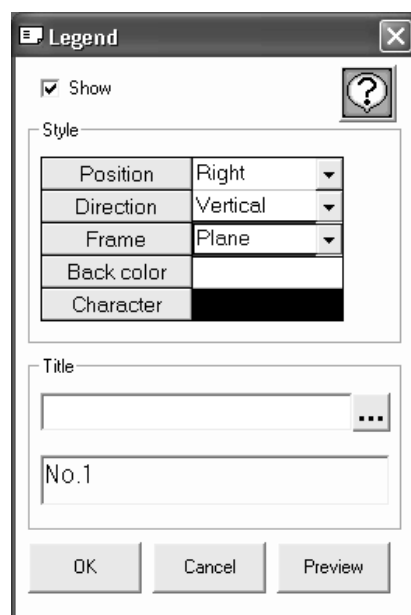 Legend
Show
Style
Position Right
Direction Vertical
Frame Plane
Back color
Character
Title
...
No.1
OK Cancel Preview